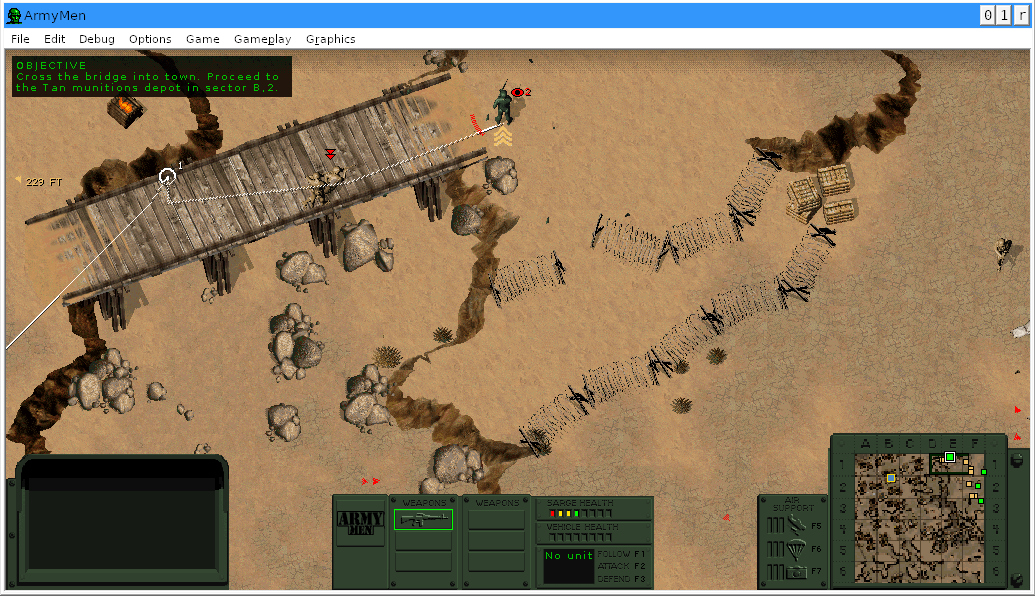 ArmyMen
0 1 r
File Edit Debug Options Game Gameplay Graphics
OBJECTIVE
Cross the bridge into town. Proceed to
the Tan munitions depot in sector B,2.
2
1
229 FT
A B C D E F
1 1
2 2
3 3
4 4
5 5
6 6
WEAPONS
WEAPONS
ARMY
MEN
SARGE HEALTH
VEHICLE HEALTH
No unit
FOLLOW F1
ATTACK F2
DEFEND F3
AIR
SUPPORT
F5
F6
F7